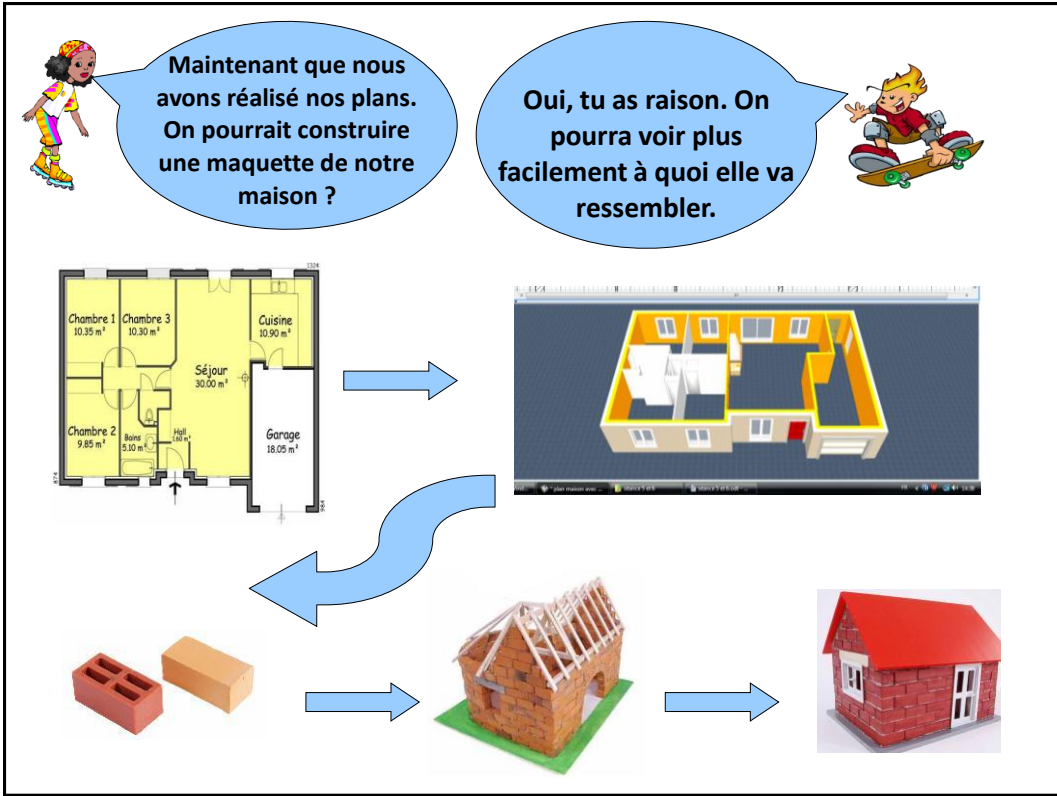 Maintenant que nous
avons réalisé nos plans.
On pourrait construire
une maquette de notre
maison ?
Oui, tu as raison. On
pourra voir plus
facilement à quoi elle va
ressembler.
Chambre 1
10.35 m²
Chambre 3
10.30 m²
Cuisine
10.90 m²
Séjour
30.00 m²
Chambre 2
9.85 m²
Bains
5.10 m²
Hall
Garage
18.05 m²
874
984